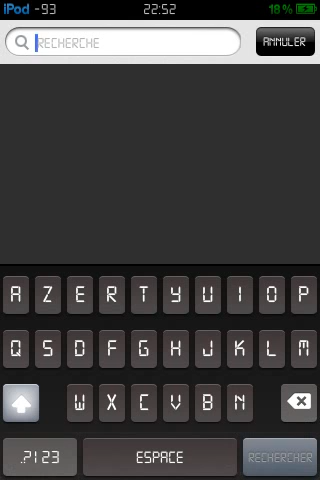 iPod -93 22:52 18%
RECHERCHE ANNULER
A Z E R T Y U I O P
Q S D F G H J K L M
W X C V B N
.?123 ESPACE RECHERCHER